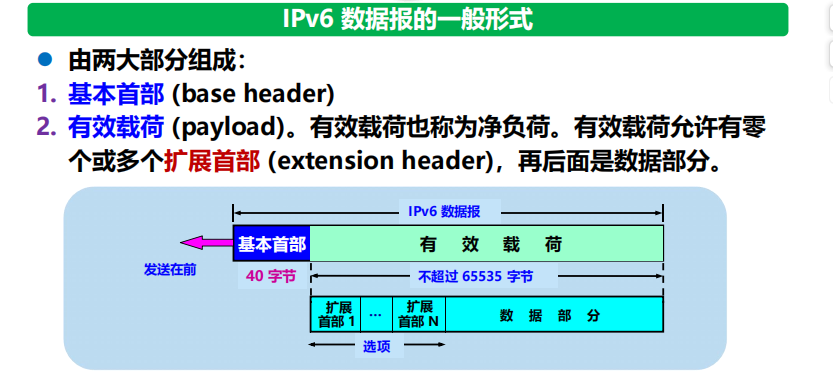 IPv6 数据报的一般形式
● 由两大部分组成：
1. 基本首部 (base header)
2. 有效载荷 (payload)。有效载荷也称为净负荷。有效载荷允许有零
个或多个扩展首部 (extension header)，再后面是数据部分。
IPv6 数据报
基本首部
有 效 载 荷
发送在前
40 字节
不超过 65535 字节
扩展
首部 1
…
扩展
首部 N
数 据 部 分
选项